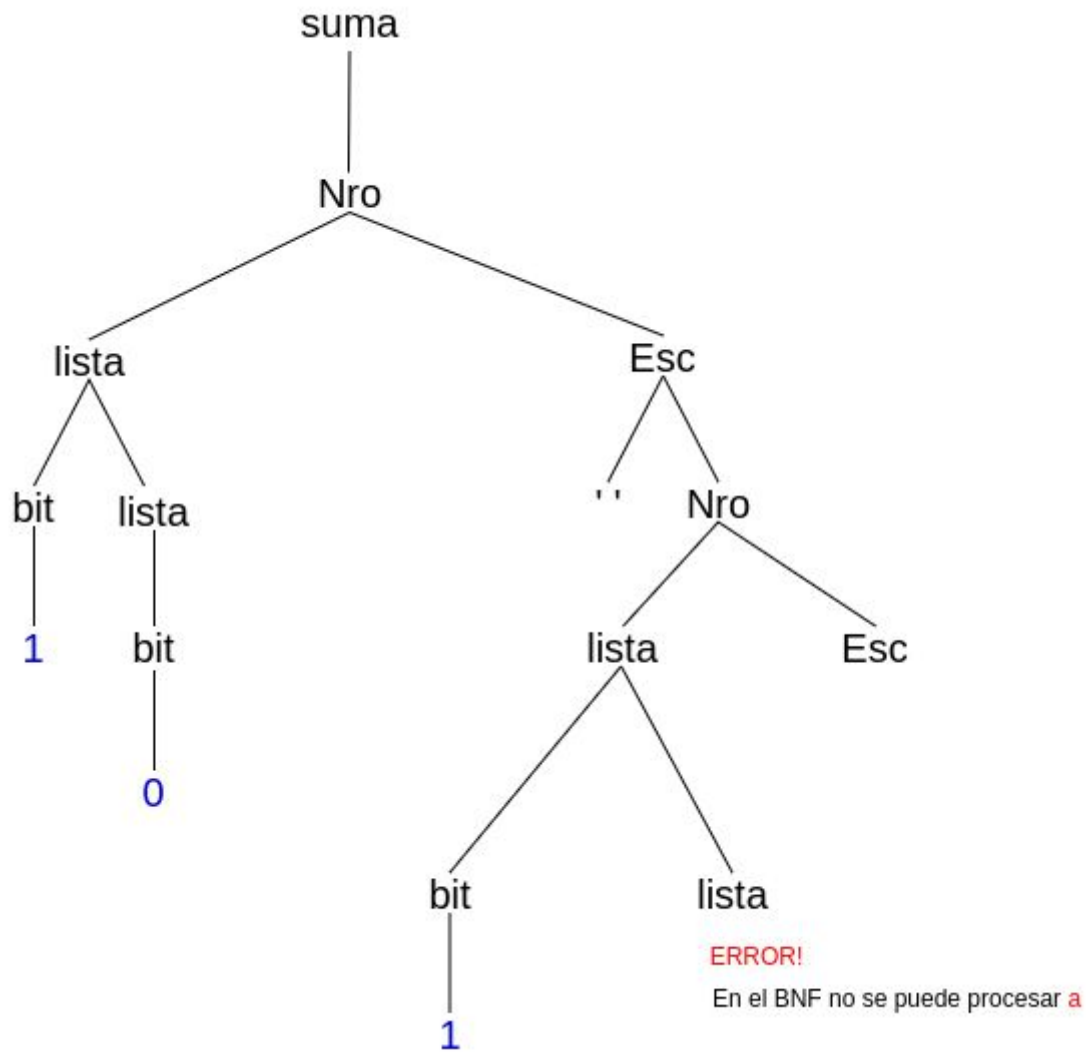 suma
Nro
lista Esc
bit lista ' ' Nro
1 bit lista Esc
0
bit lista
ERROR!
En el BNF no se puede procesar a
1